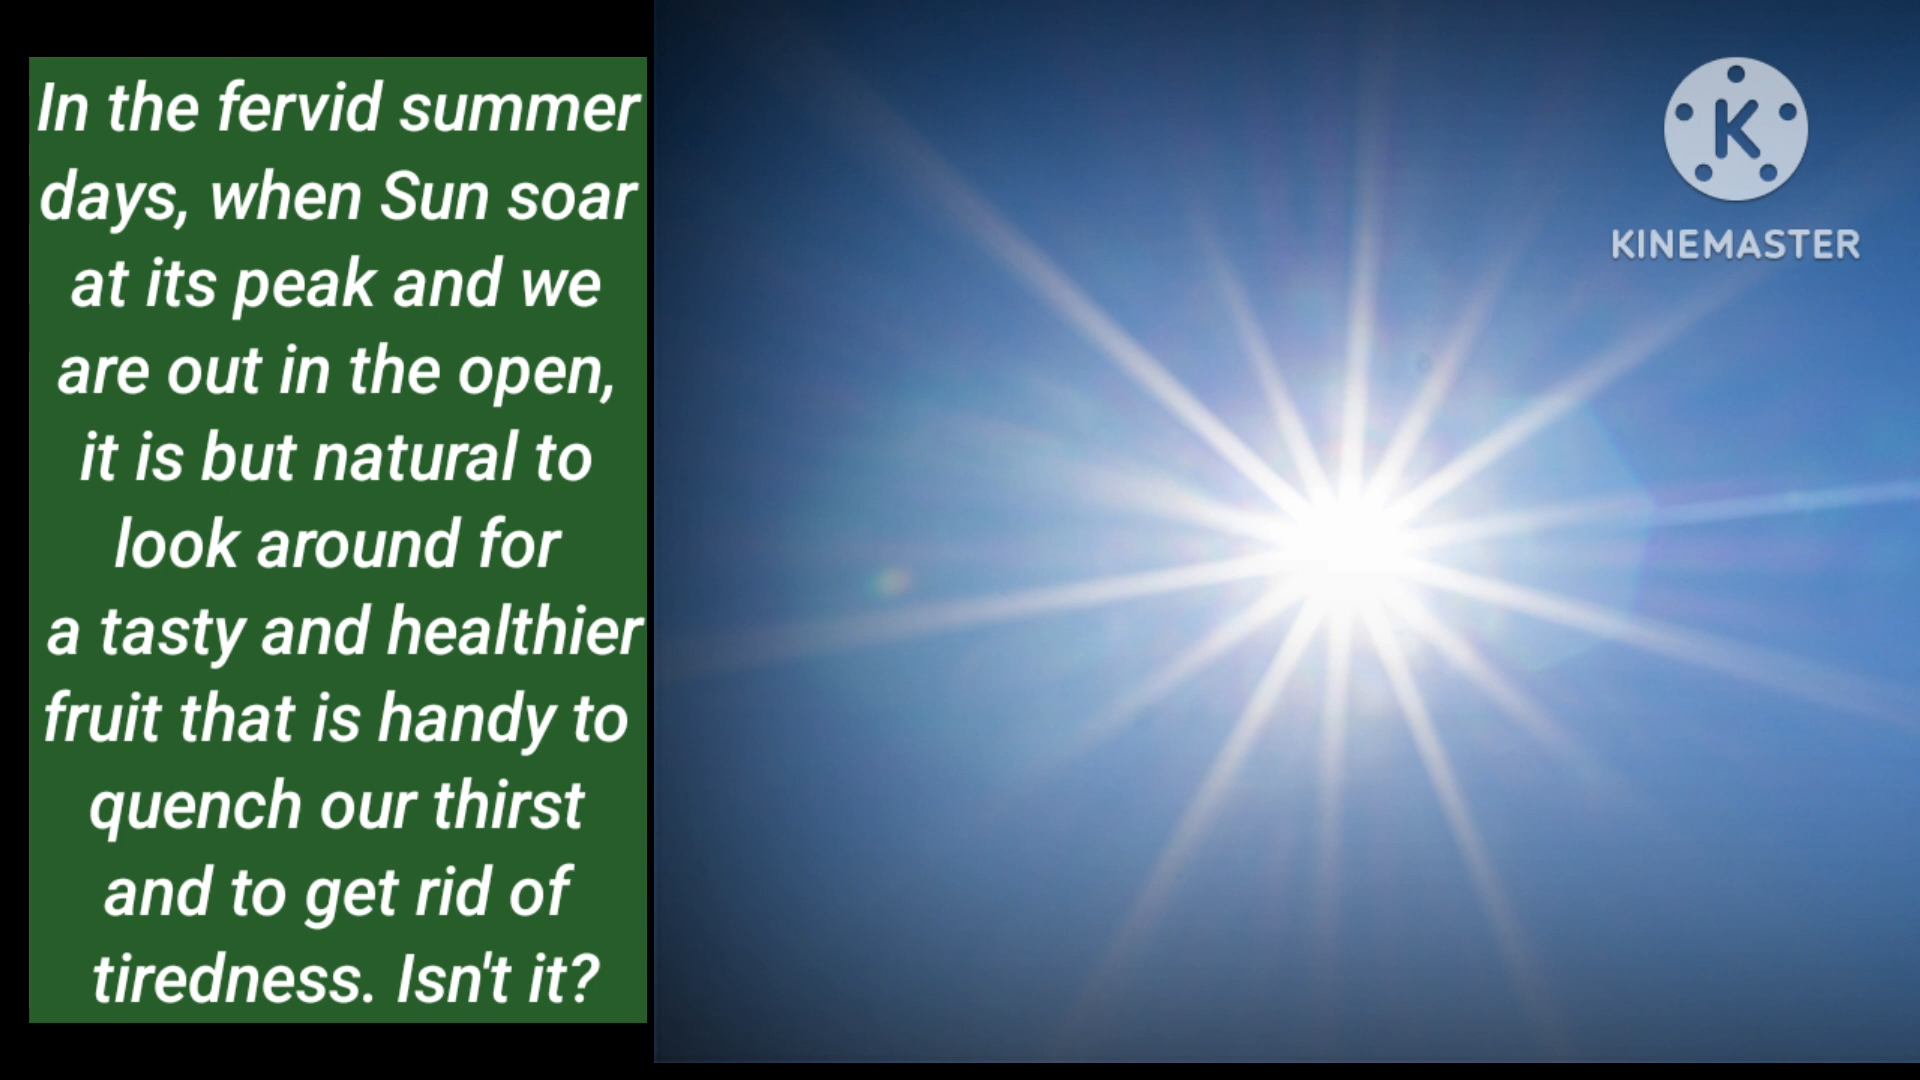 In the fervid summer
days, when Sun soar
at its peak and we
are out in the open,
it is but natural to
look around for
a tasty and healthier
fruit that is handy to
quench our thirst
and to get rid of
tiredness. Isn't it?
K
KINEMASTER